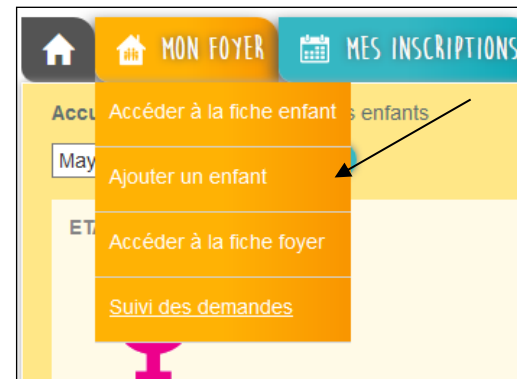 MON FOYER MES INSCRIPTIONS
Accu s enfants
Accéder à la fiche enfant
May
Ajouter un enfant
ETA
Accéder à la fiche foyer
Suivi des demandes